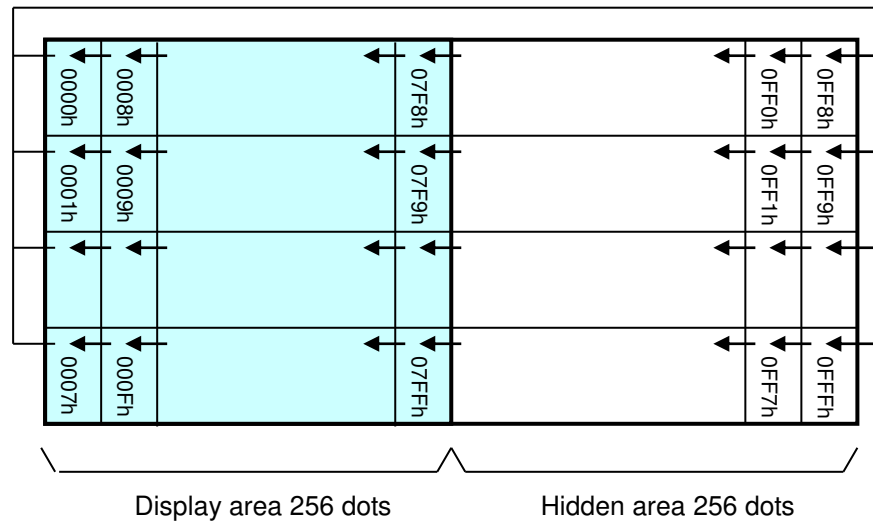 0000h 0008h 07F8h 0FF0h 0FF8h
0001h 0009h 07F9h 0FF1h 0FF9h
0007h 000Fh 07FFh 0FF7h 0FFFh
Display area 256 dots Hidden area 256 dots